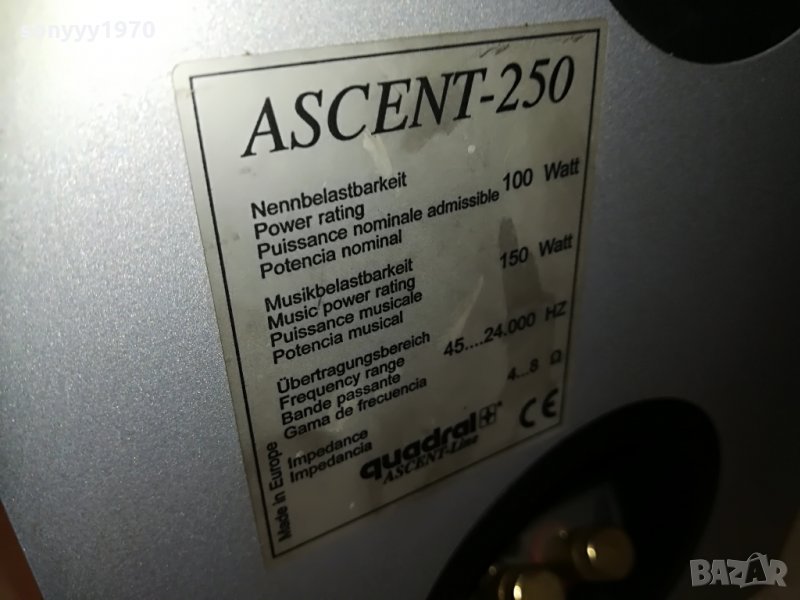 sonyyy1970
ASCENT-250
Nennbelastbarkeit
Power rating
Puissance nominale admissible 100 Watt
Potencia nominal
Musikbelastbarkeit
Music power rating 150 Watt
Puissance musicale
Potencia musical
Übertragungsbereich
Frequency range 45....24.000 HZ
Bande passante
Gama de frecuencia
Impedance 4...8 Ω
Impedancia
quadral
ASCENT-Line
CE
Made in Europe
BAZAR